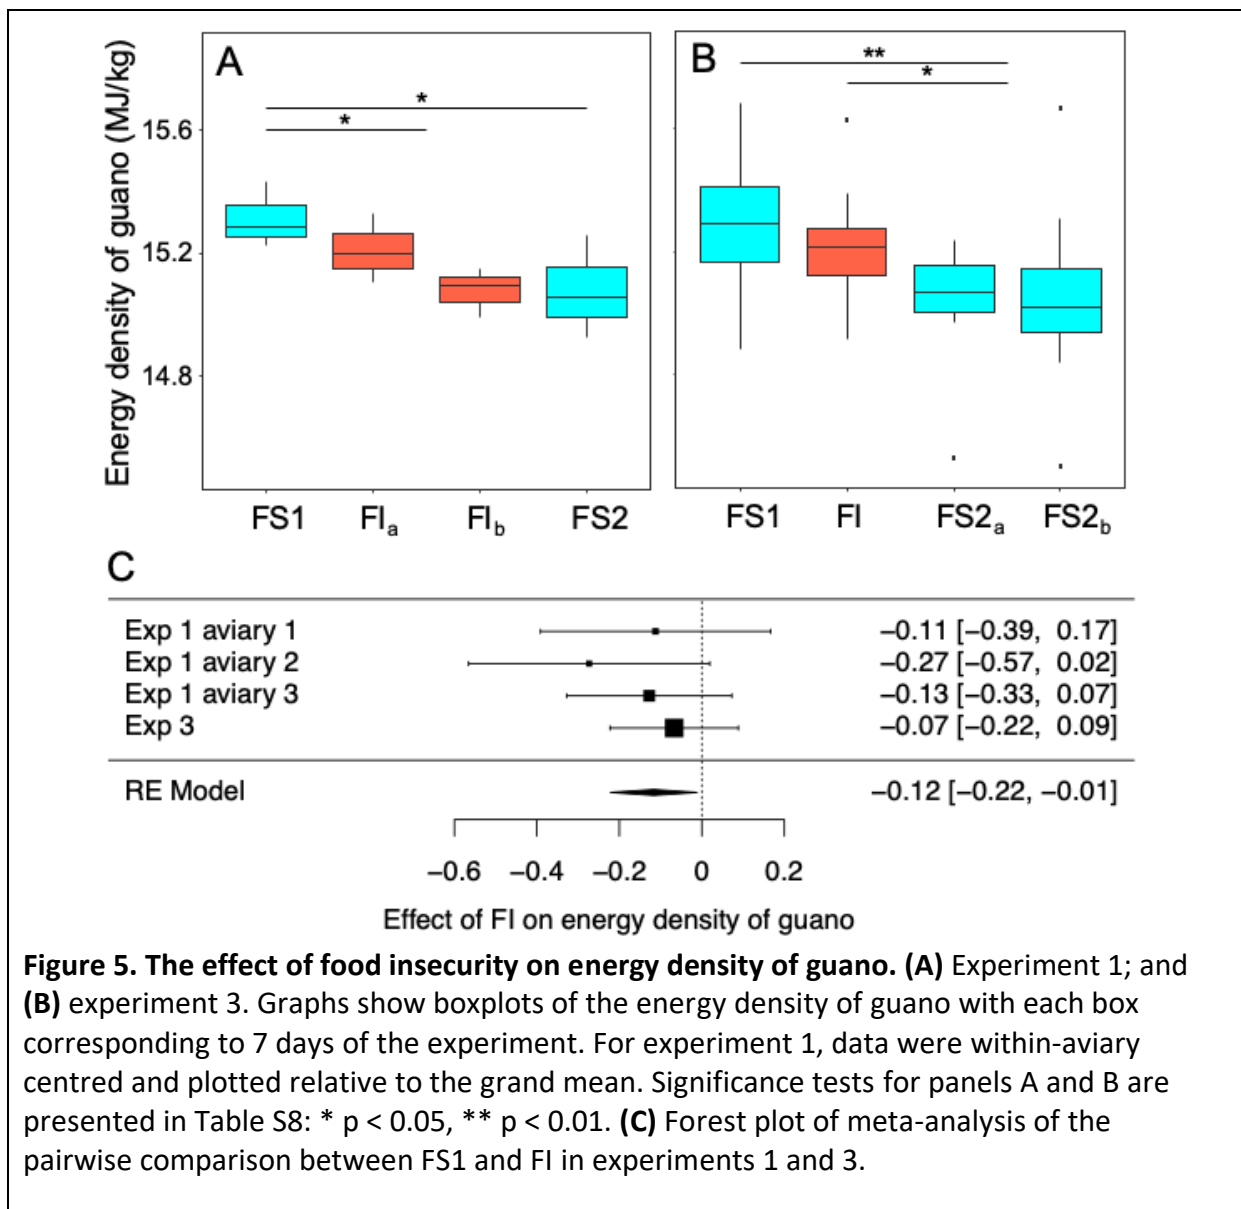 A
B
Energy density of guano (MJ/kg)
15.6
15.2
14.8
*
*
**
*
FS1 FIa FIb FS2
FS1 FI FS2a FS2b
C
Exp 1 aviary 1 −0.11 [−0.39, 0.17]
Exp 1 aviary 2 −0.27 [−0.57, 0.02]
Exp 1 aviary 3 −0.13 [−0.33, 0.07]
Exp 3 −0.07 [−0.22, 0.09]
RE Model −0.12 [−0.22, −0.01]
−0.6 −0.4 −0.2 0 0.2
Effect of FI on energy density of guano
Figure 5. The effect of food insecurity on energy density of guano. (A) Experiment 1; and
(B) experiment 3. Graphs show boxplots of the energy density of guano with each box
corresponding to 7 days of the experiment. For experiment 1, data were within-aviary
centred and plotted relative to the grand mean. Significance tests for panels A and B are
presented in Table S8: * p < 0.05, ** p < 0.01. (C) Forest plot of meta-analysis of the
pairwise comparison between FS1 and FI in experiments 1 and 3.